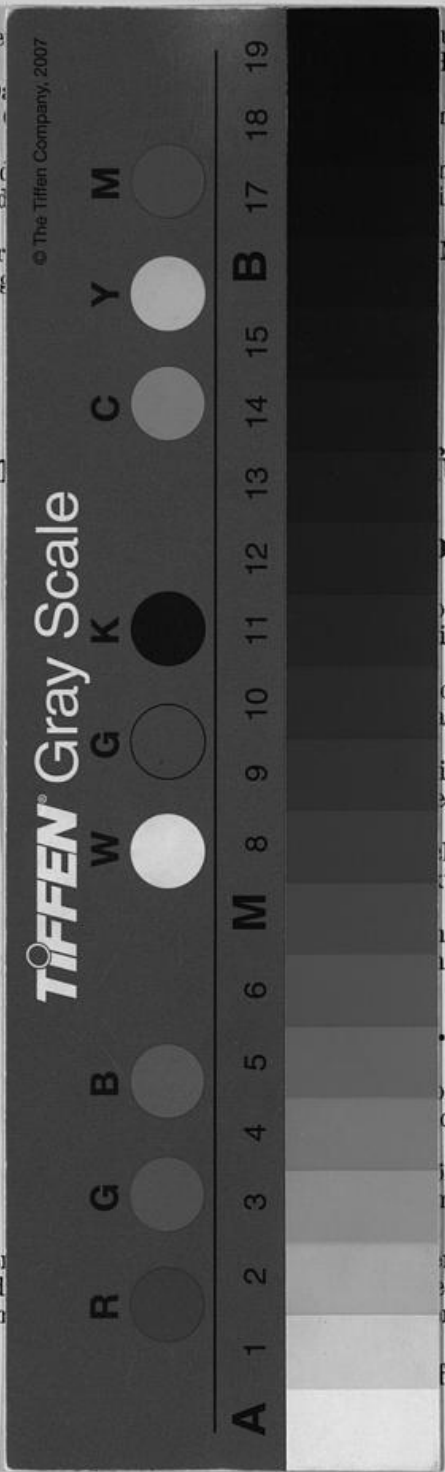 © The Tiffen Company, 2007
TIFFEN® Gray Scale
R G B W G K C Y M
A 1 2 3 4 5 6 M 8 9 10 11 12 13 14 15 B 17 18 19